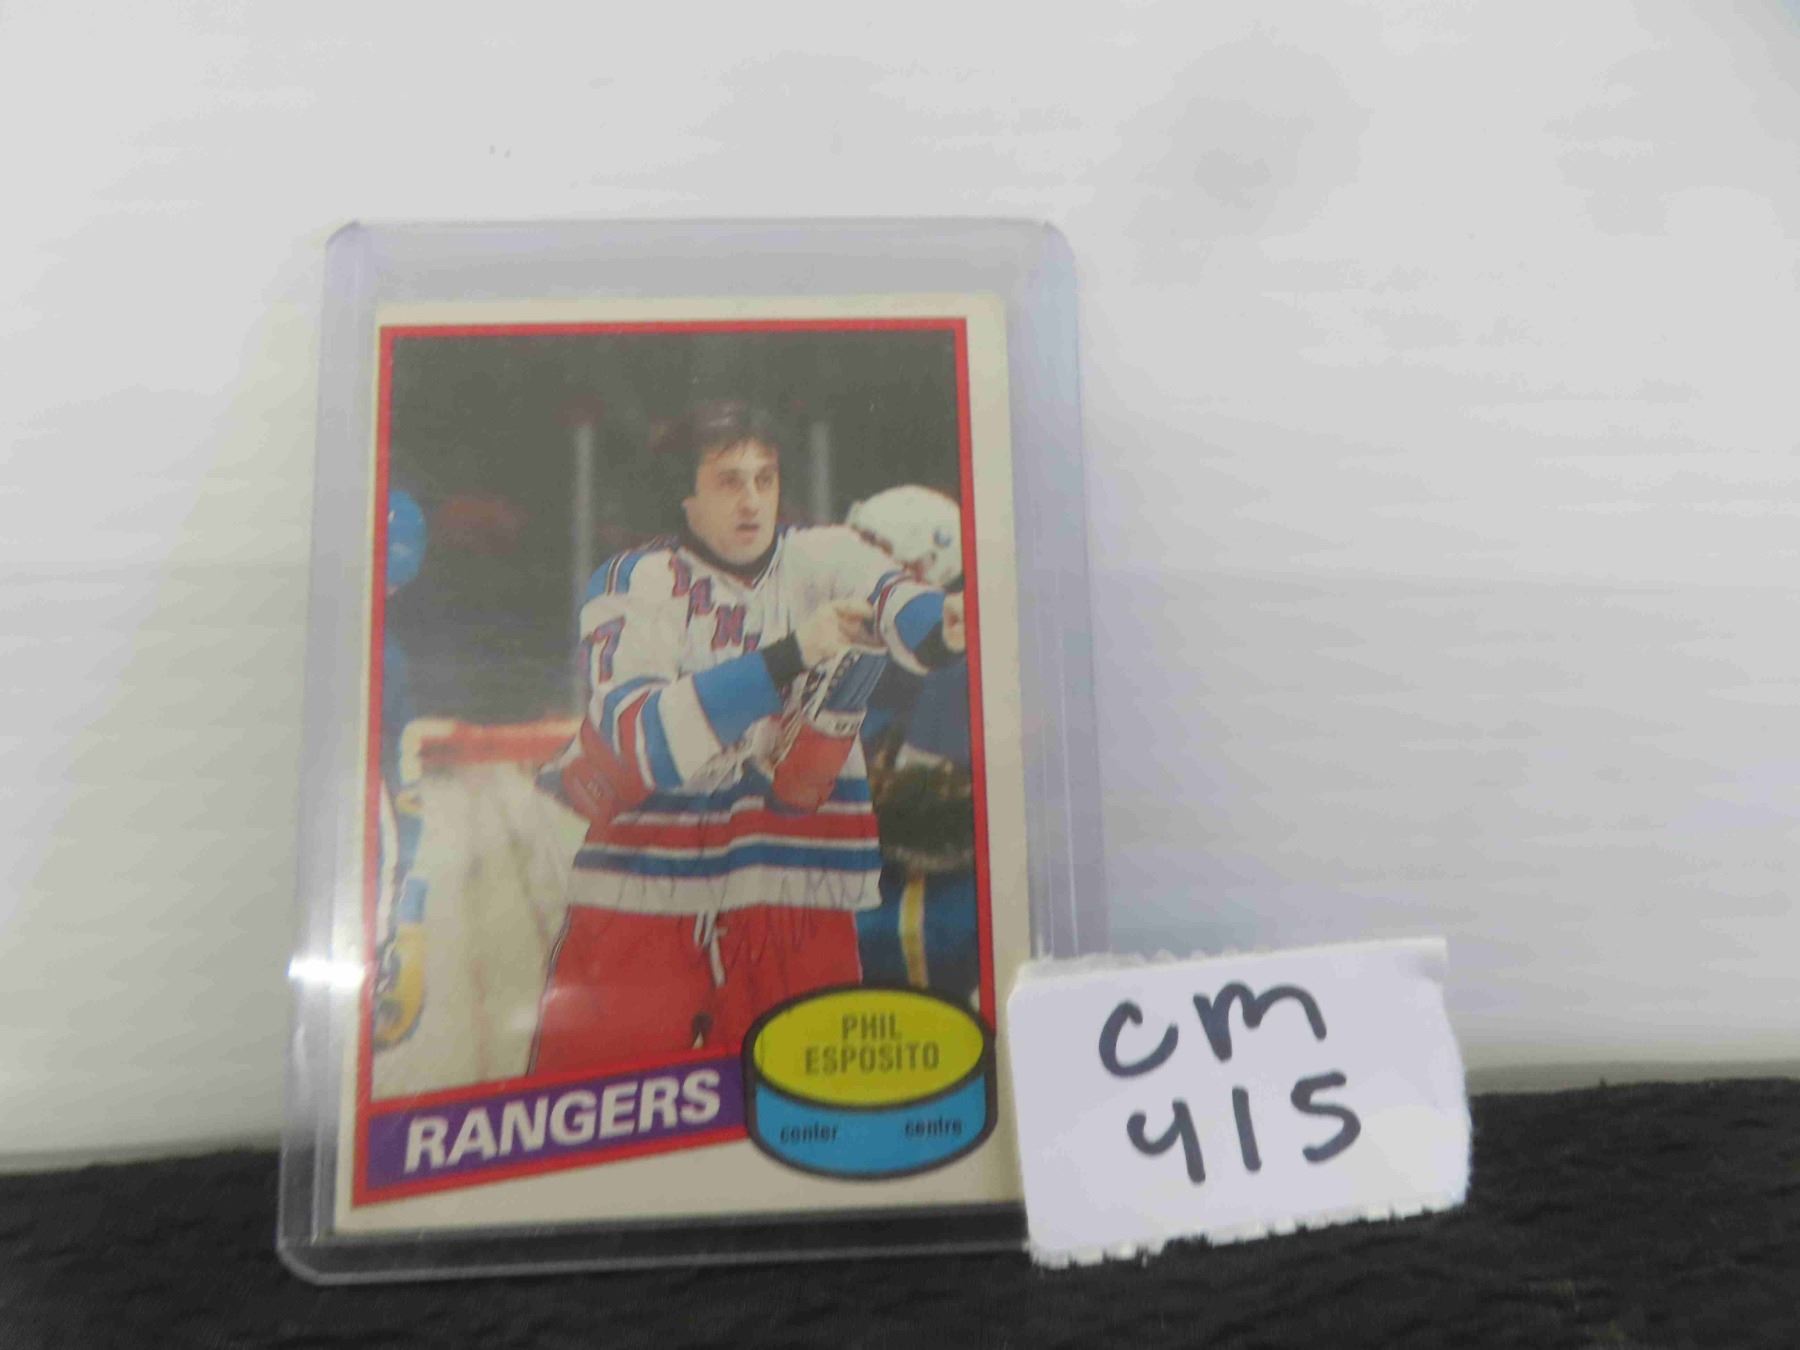 PHIL
ESPOSITO
center centre
RANGERS
cm
415